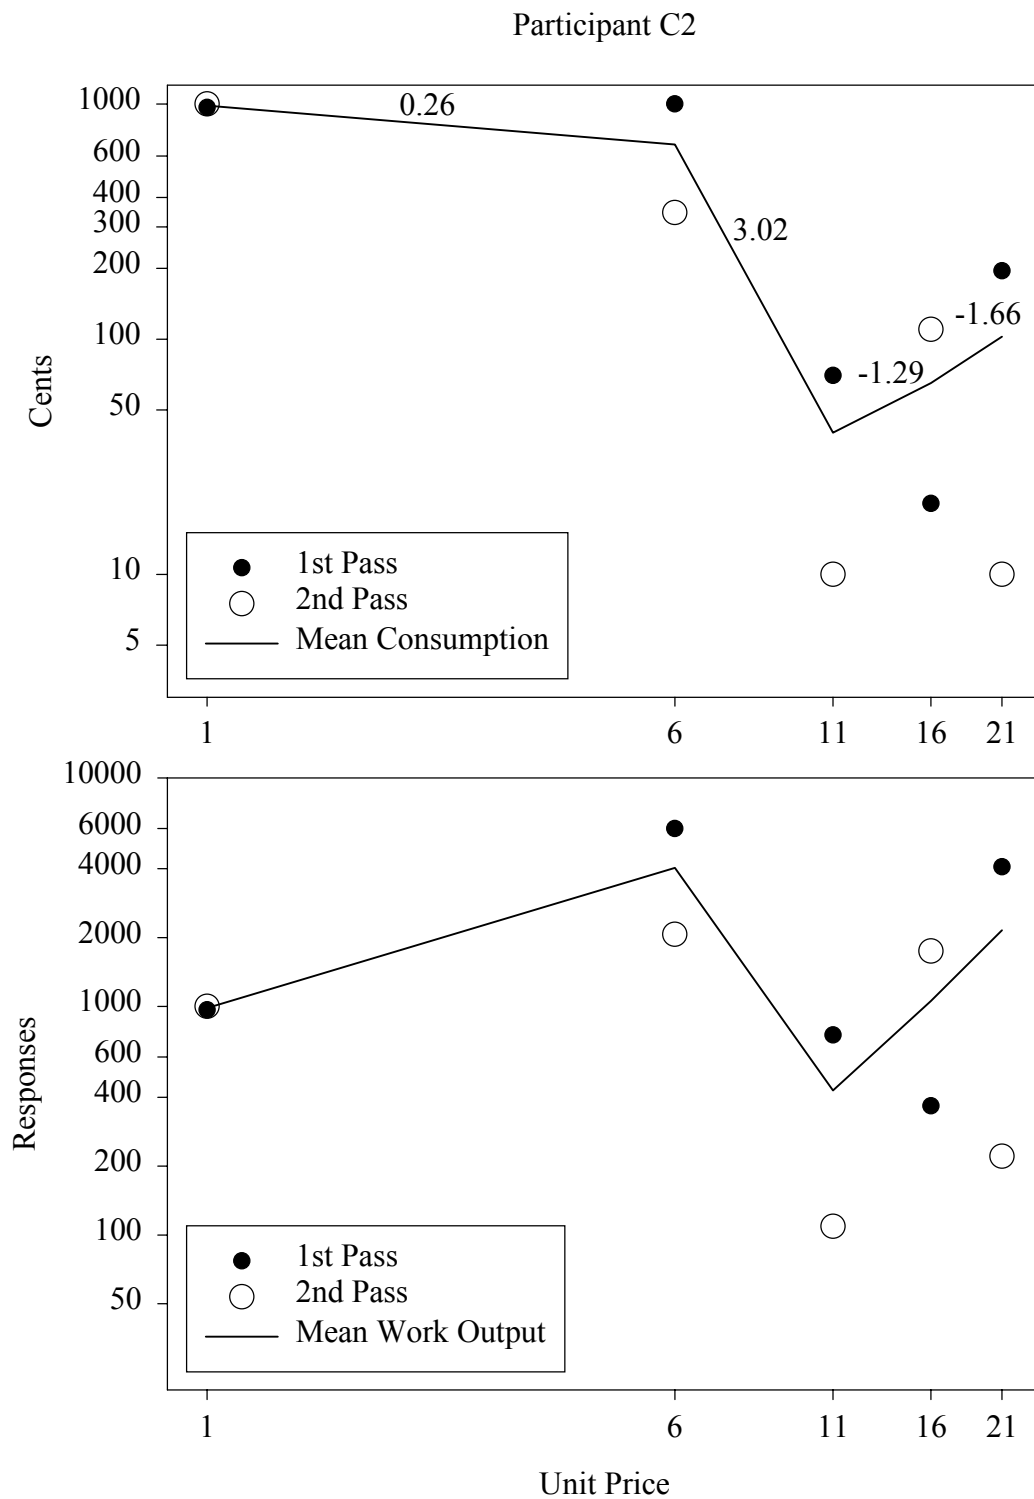 Participant C2
1000
600
400
300
200
100
50
10
5
Cents
0.26
3.02
-1.29
-1.66
1st Pass
2nd Pass
Mean Consumption
1 6 11 16 21
10000
6000
4000
2000
1000
600
400
200
100
50
Responses
1st Pass
2nd Pass
Mean Work Output
1 6 11 16 21
Unit Price